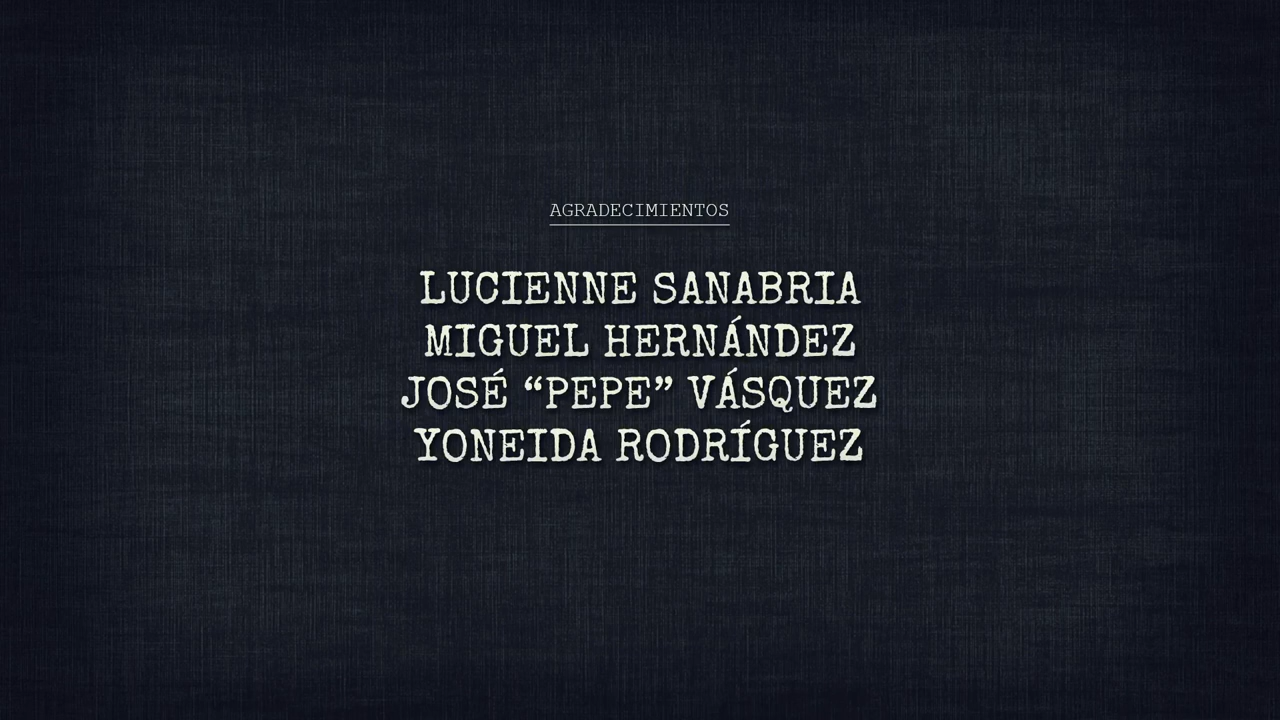 AGRADECIMIENTOS
LUCIENNE SANABRIA
MIGUEL HERNÁNDEZ
JOSÉ “PEPE” VÁSQUEZ
YONEIDA RODRÍGUEZ